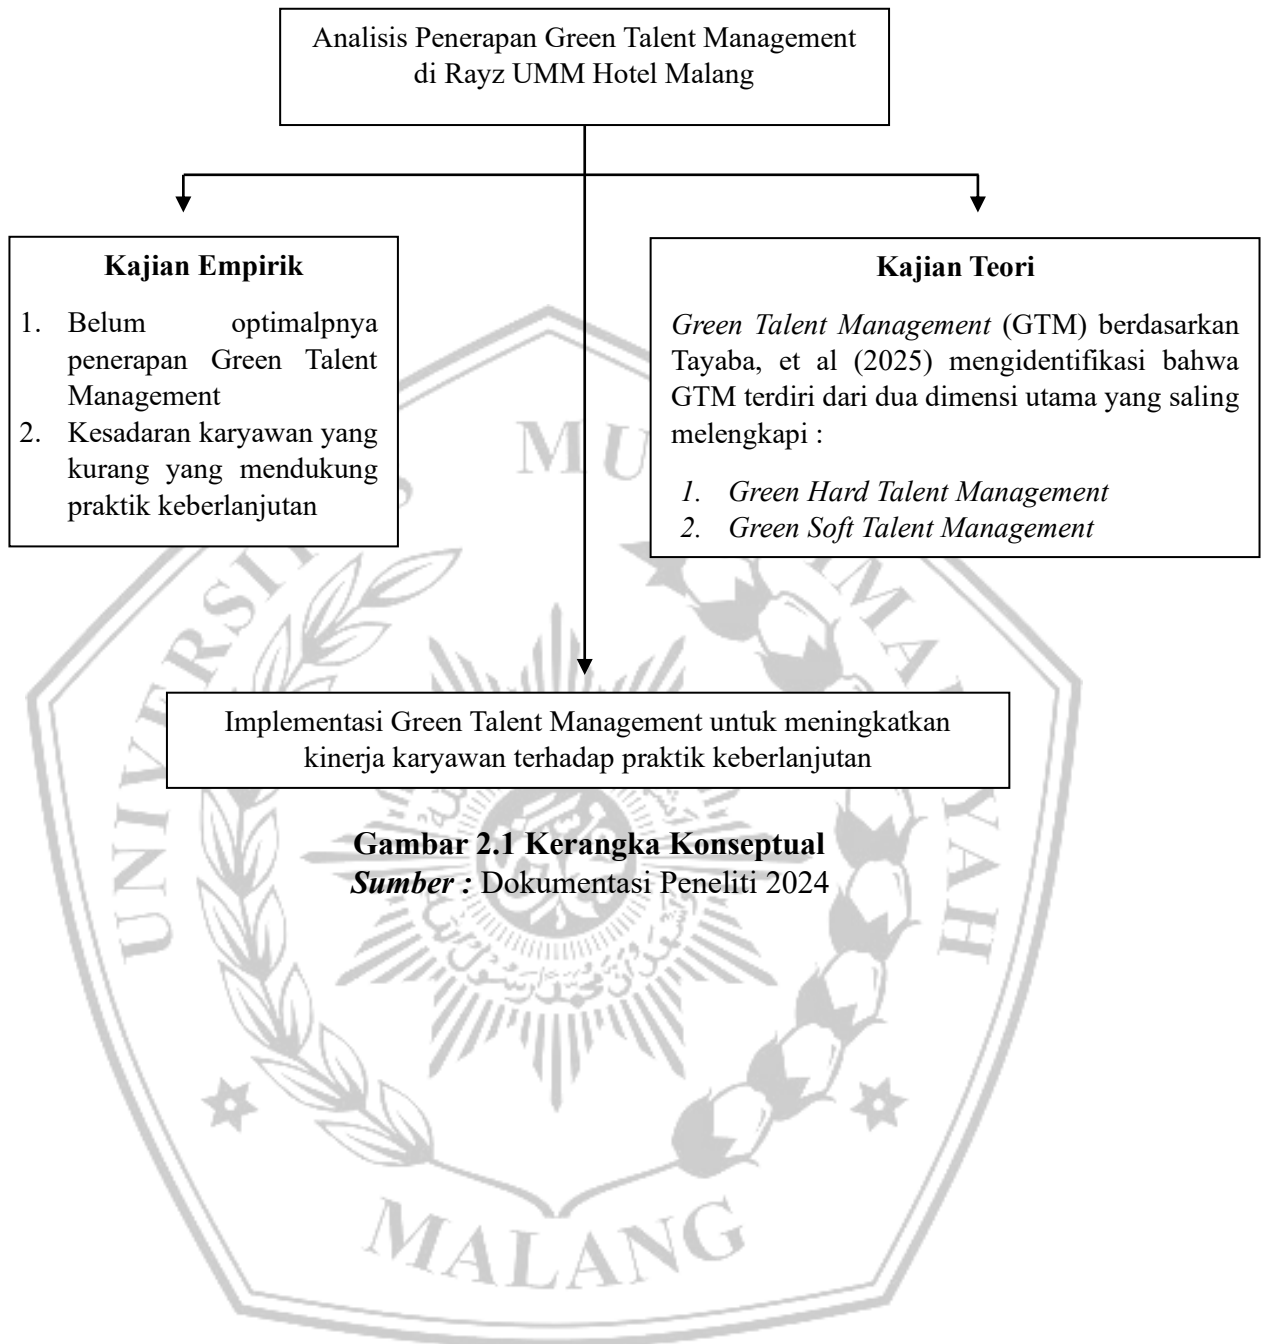 Analisis Penerapan Green Talent Management
di Rayz UMM Hotel Malang
Kajian Empirik
1. Belum optimalpnya
penerapan Green Talent
Management
2. Kesadaran karyawan yang
kurang yang mendukung
praktik keberlanjutan
Kajian Teori
Green Talent Management (GTM) berdasarkan
Tayaba, et al (2025) mengidentifikasi bahwa
GTM terdiri dari dua dimensi utama yang saling
melengkapi :
1. Green Hard Talent Management
2. Green Soft Talent Management
Implementasi Green Talent Management untuk meningkatkan
kinerja karyawan terhadap praktik keberlanjutan
Gambar 2.1 Kerangka Konseptual
Sumber : Dokumentasi Peneliti 2024
MALANG